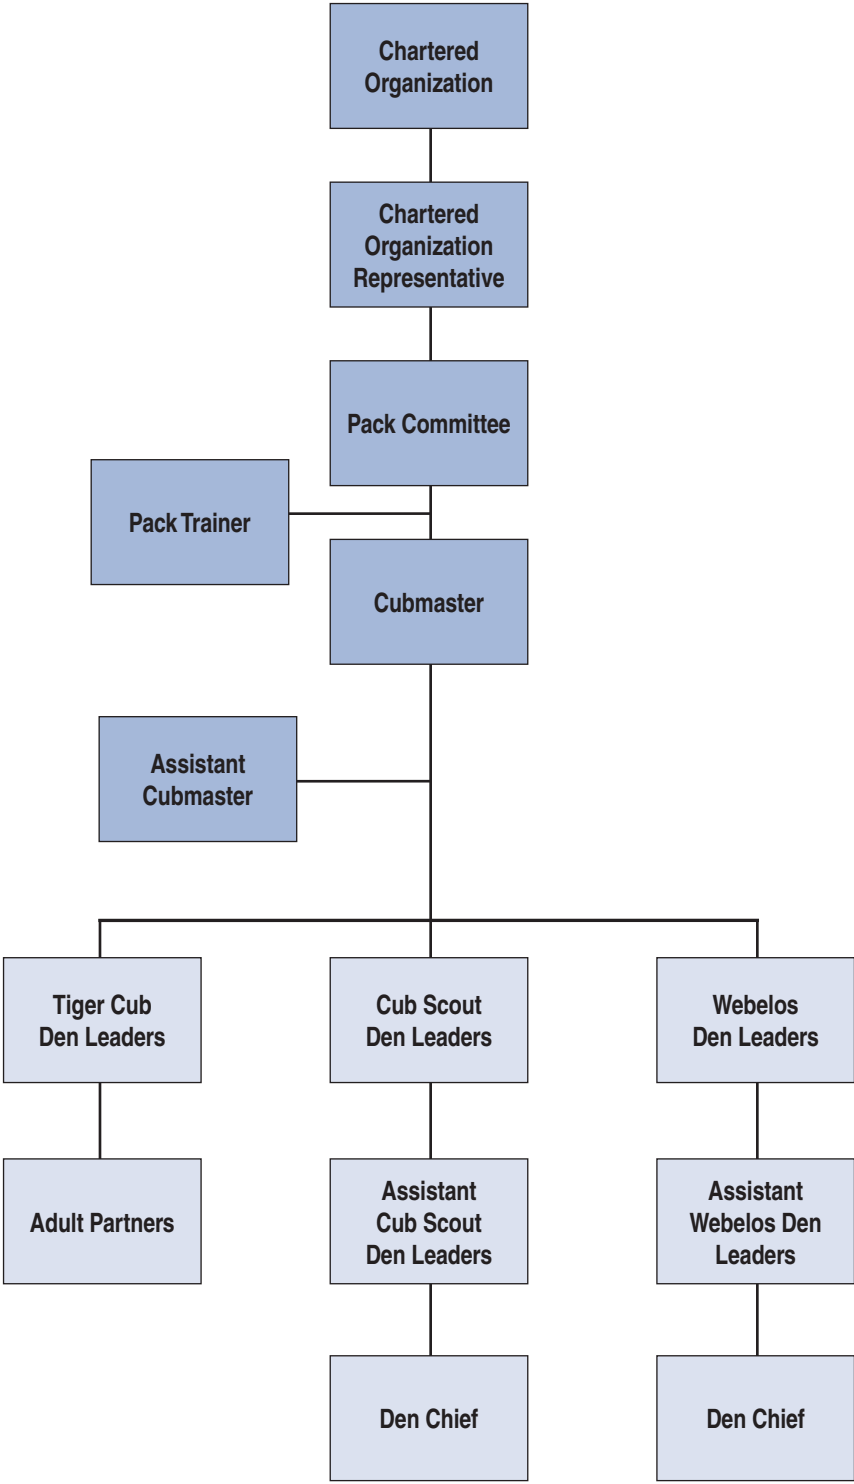 Chartered
Organization
Chartered
Organization
Representative
Pack Committee
Pack Trainer
Cubmaster
Assistant
Cubmaster
Tiger Cub
Den Leaders
Cub Scout
Den Leaders
Webelos
Den Leaders
Adult Partners
Assistant
Cub Scout
Den Leaders
Assistant
Webelos Den
Leaders
Den Chief
Den Chief